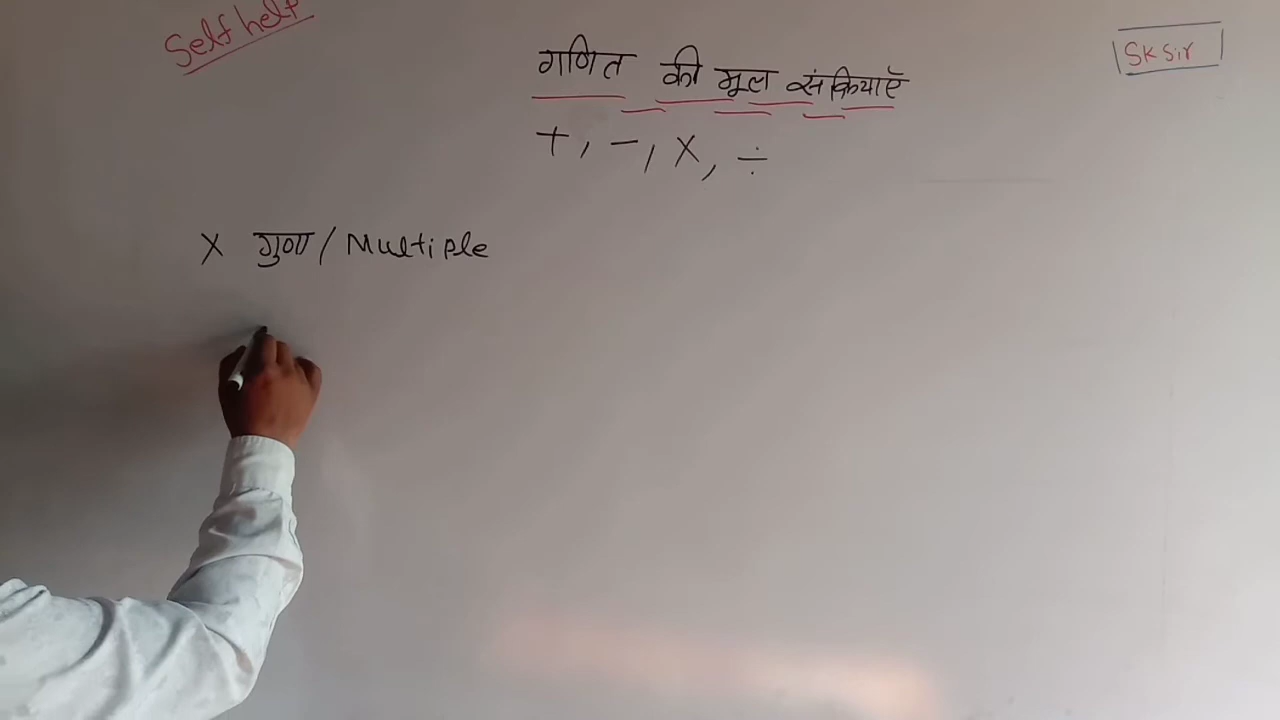 Self help
गणित की मूल संक्रियाएँ
SK Sir
+, -, ×, ÷
× गुणा / Multiple